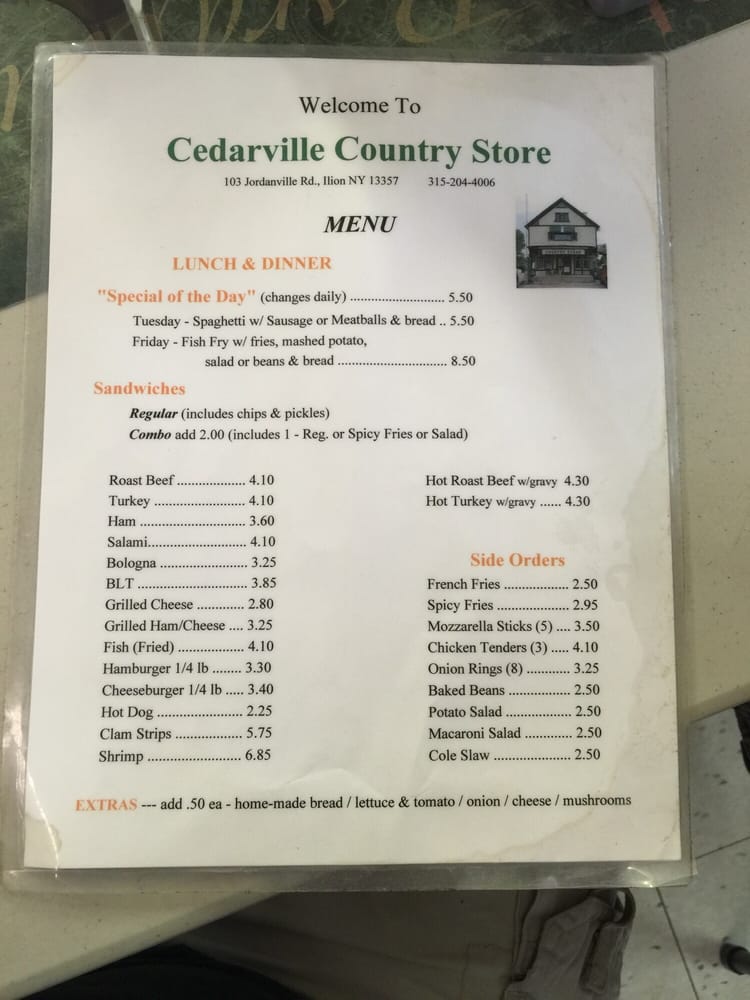 Welcome To
Cedarville Country Store
103 Jordanville Rd., Ilion NY 13357 315-204-4006
MENU
LUNCH & DINNER
"Special of the Day" (changes daily) .......................... 5.50
Tuesday - Spaghetti w/ Sausage or Meatballs & bread .. 5.50
Friday - Fish Fry w/ fries, mashed potato,
salad or beans & bread ............................... 8.50
Sandwiches
Regular (includes chips & pickles)
Combo add 2.00 (includes 1 - Reg. or Spicy Fries or Salad)
Roast Beef ................... 4.10
Turkey ......................... 4.10
Ham ............................. 3.60
Salami........................... 4.10
Bologna ....................... 3.25
BLT .............................. 3.85
Grilled Cheese ............. 2.80
Grilled Ham/Cheese .... 3.25
Fish (Fried) ................... 4.10
Hamburger 1/4 lb ........ 3.30
Cheeseburger 1/4 lb ..... 3.40
Hot Dog ........................ 2.25
Clam Strips ................... 5.75
Shrimp .......................... 6.85
Hot Roast Beef w/gravy 4.30
Hot Turkey w/gravy ...... 4.30
Side Orders
French Fries .................. 2.50
Spicy Fries .................... 2.95
Mozzarella Sticks (5) .... 3.50
Chicken Tenders (3) ..... 4.10
Onion Rings (8) ............ 3.25
Baked Beans ................. 2.50
Potato Salad .................. 2.50
Macaroni Salad ............. 2.50
Cole Slaw ...................... 2.50
EXTRAS --- add .50 ea - home-made bread / lettuce & tomato / onion / cheese / mushrooms